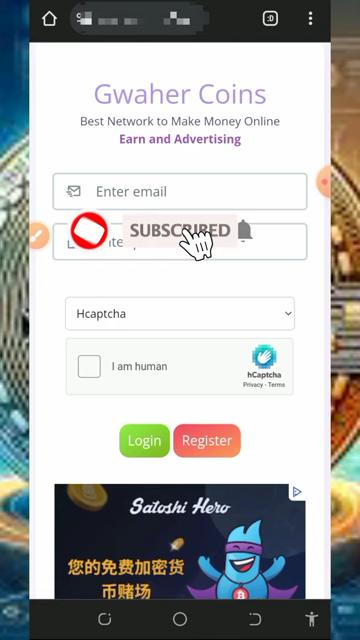 :D
Gwaher Coins
Best Network to Make Money Online
Earn and Advertising
Enter email
SUBSCRIBED
Hcaptcha
I am human
hCaptcha
Privacy - Terms
Login
Register
Satoshi Hero
您的免费加密货
币赌场